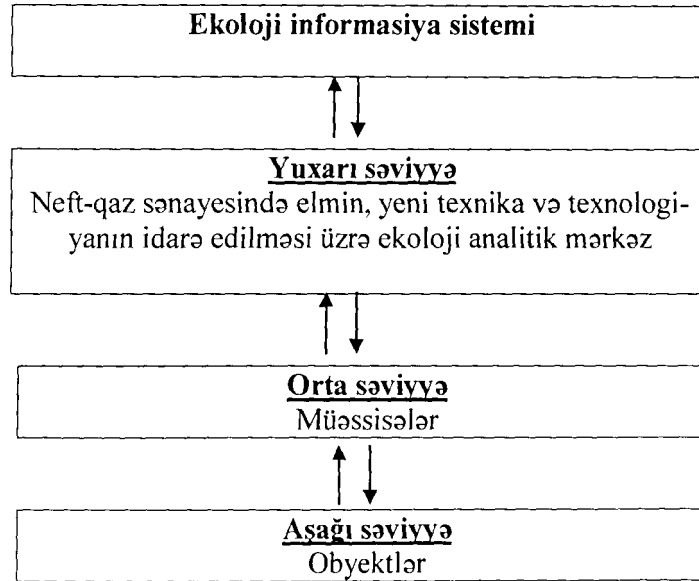 Ekoloji informasiya sistemi
Yuxarı səviyyə
Neft-qaz sənayesində elmin, yeni texnika və texnologi-
yanın idarə edilməsi üzrə ekoloji analitik mərkəz
Orta səviyyə
Müəssisələr
Aşağı səviyyə
Obyektlər